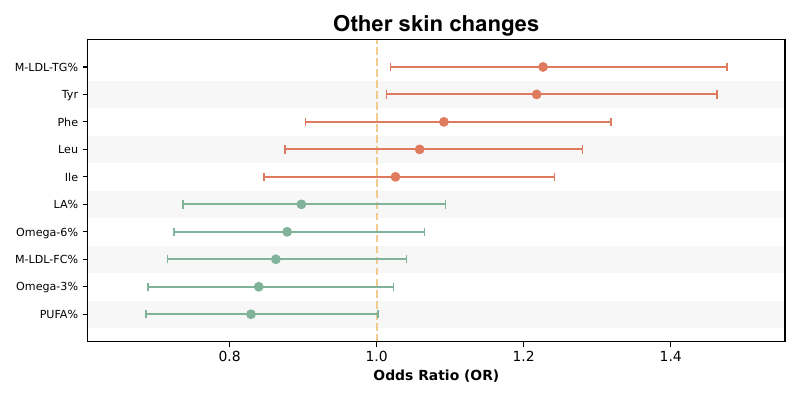 Other skin changes
M-LDL-TG%
Tyr
Phe
Leu
Ile
LA%
Omega-6%
M-LDL-FC%
Omega-3%
PUFA%
0.8 1.0 1.2 1.4
Odds Ratio (OR)